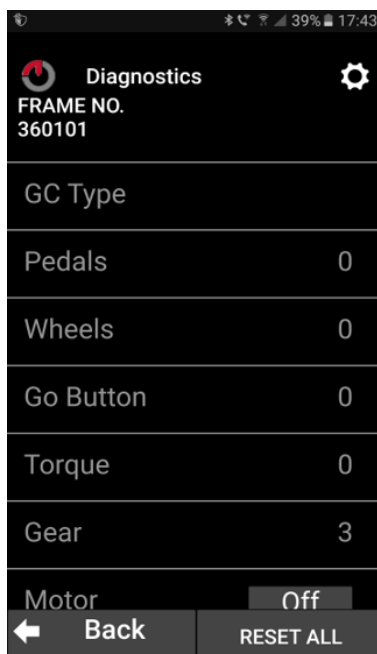 39% 17:43
Diagnostics
FRAME NO.
360101
GC Type
Pedals 0
Wheels 0
Go Button 0
Torque 0
Gear 3
Motor Off
Back RESET ALL